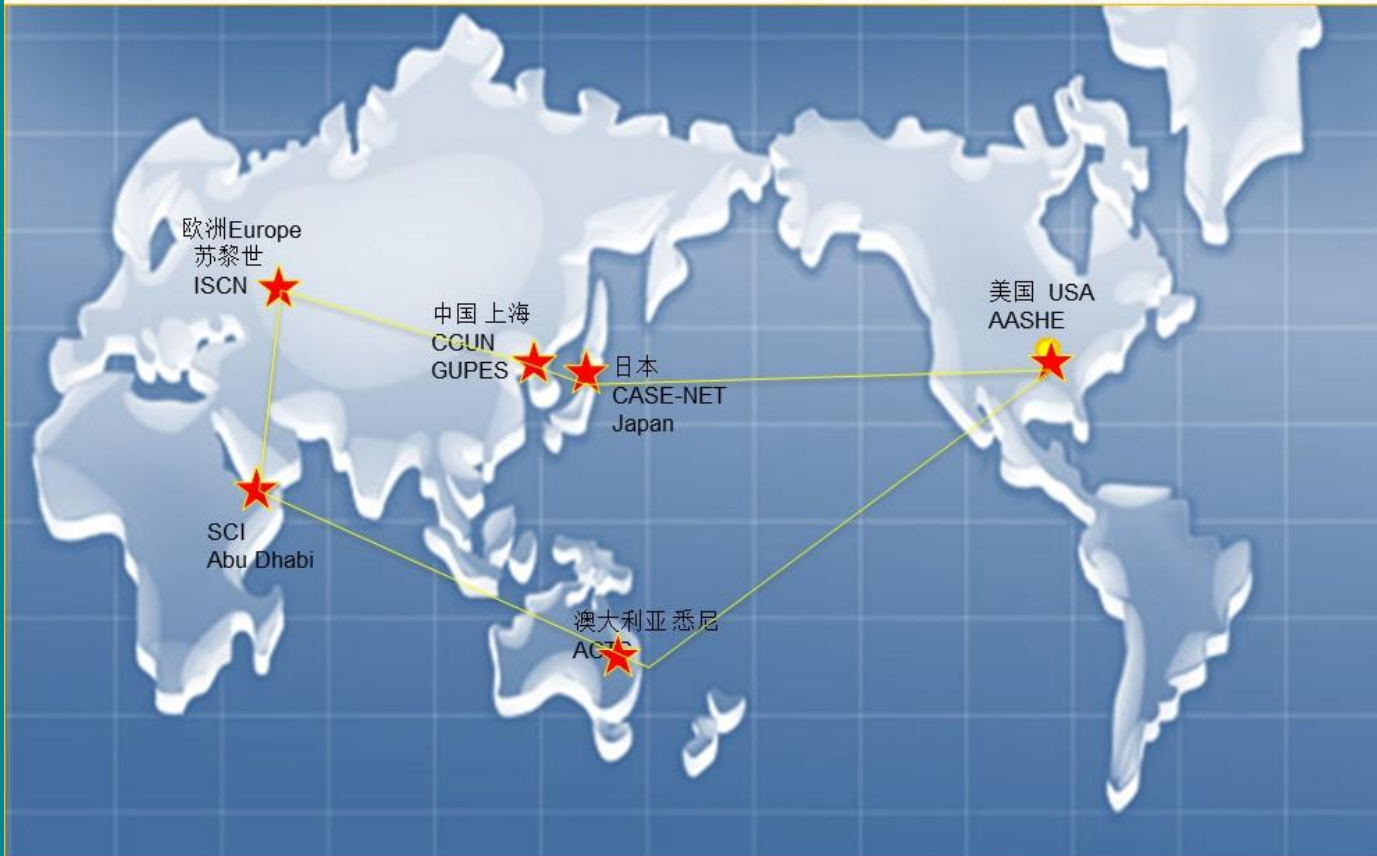 欧洲Europe
苏黎世
ISCN
中国 上海
CGUN
GUPES
日本
CASE-NET
Japan
美国 USA
AASHE
SCI
Abu Dhabi
澳大利亚 悉尼